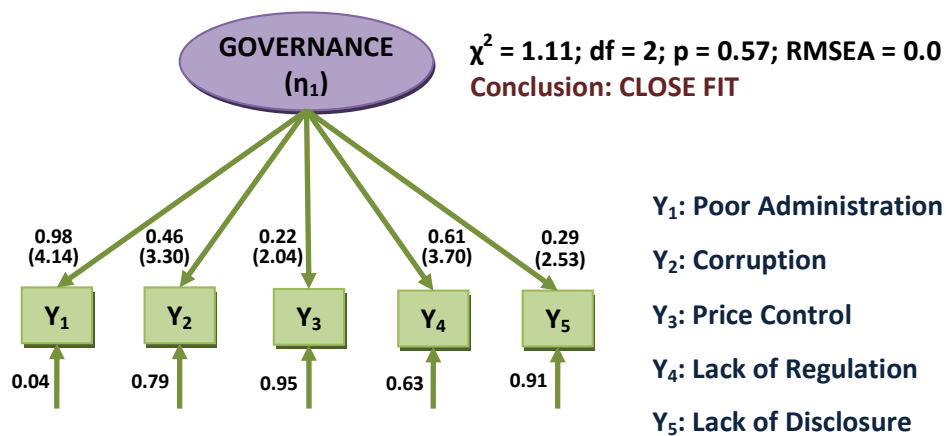 GOVERNANCE
(η₁)
χ² = 1.11; df = 2; p = 0.57; RMSEA = 0.0
Conclusion: CLOSE FIT
0.98
(4.14)
0.46
(3.30)
0.22
(2.04)
0.61
(3.70)
0.29
(2.53)
Y₁
Y₂
Y₃
Y₄
Y₅
0.04
0.79
0.95
0.63
0.91
Y₁: Poor Administration
Y₂: Corruption
Y₃: Price Control
Y₄: Lack of Regulation
Y₅: Lack of Disclosure